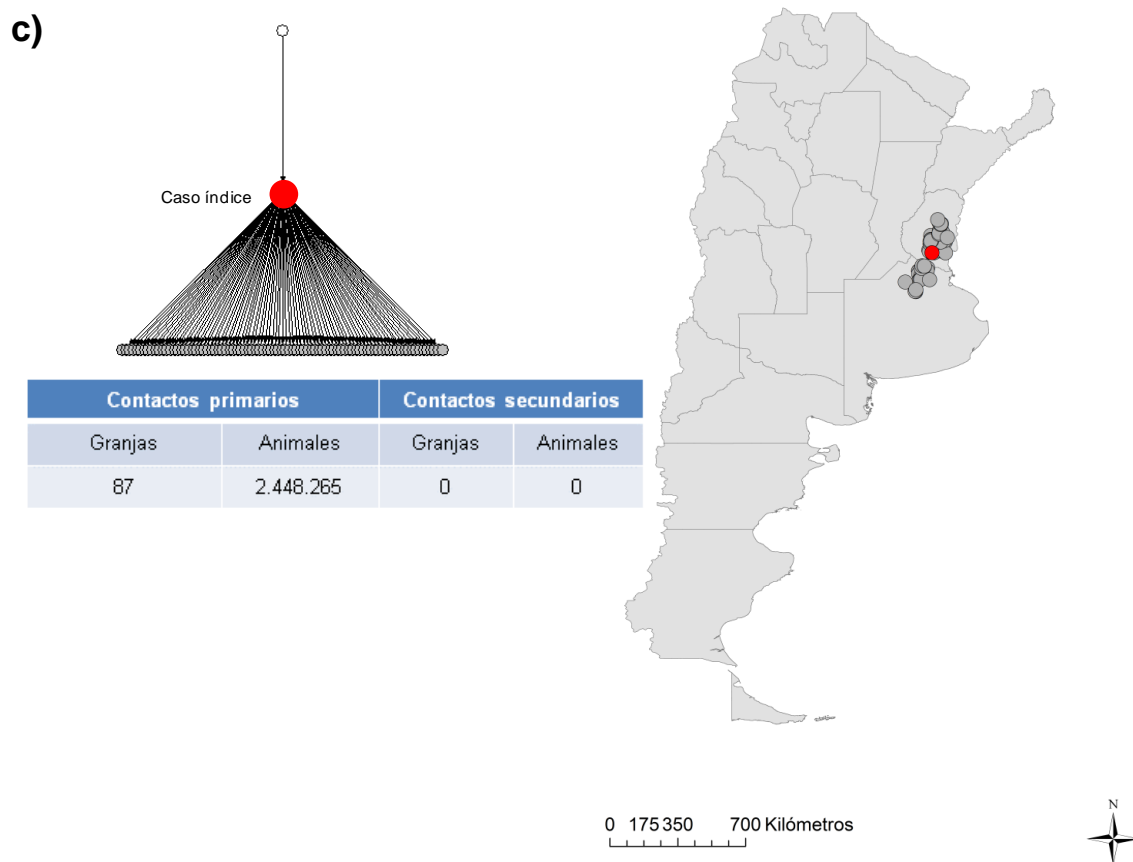 c)
Caso índice
Contactos primarios Contactos secundarios
Granjas Animales Granjas Animales
87 2.448.265 0 0
0 175 350 700 Kilómetros
N